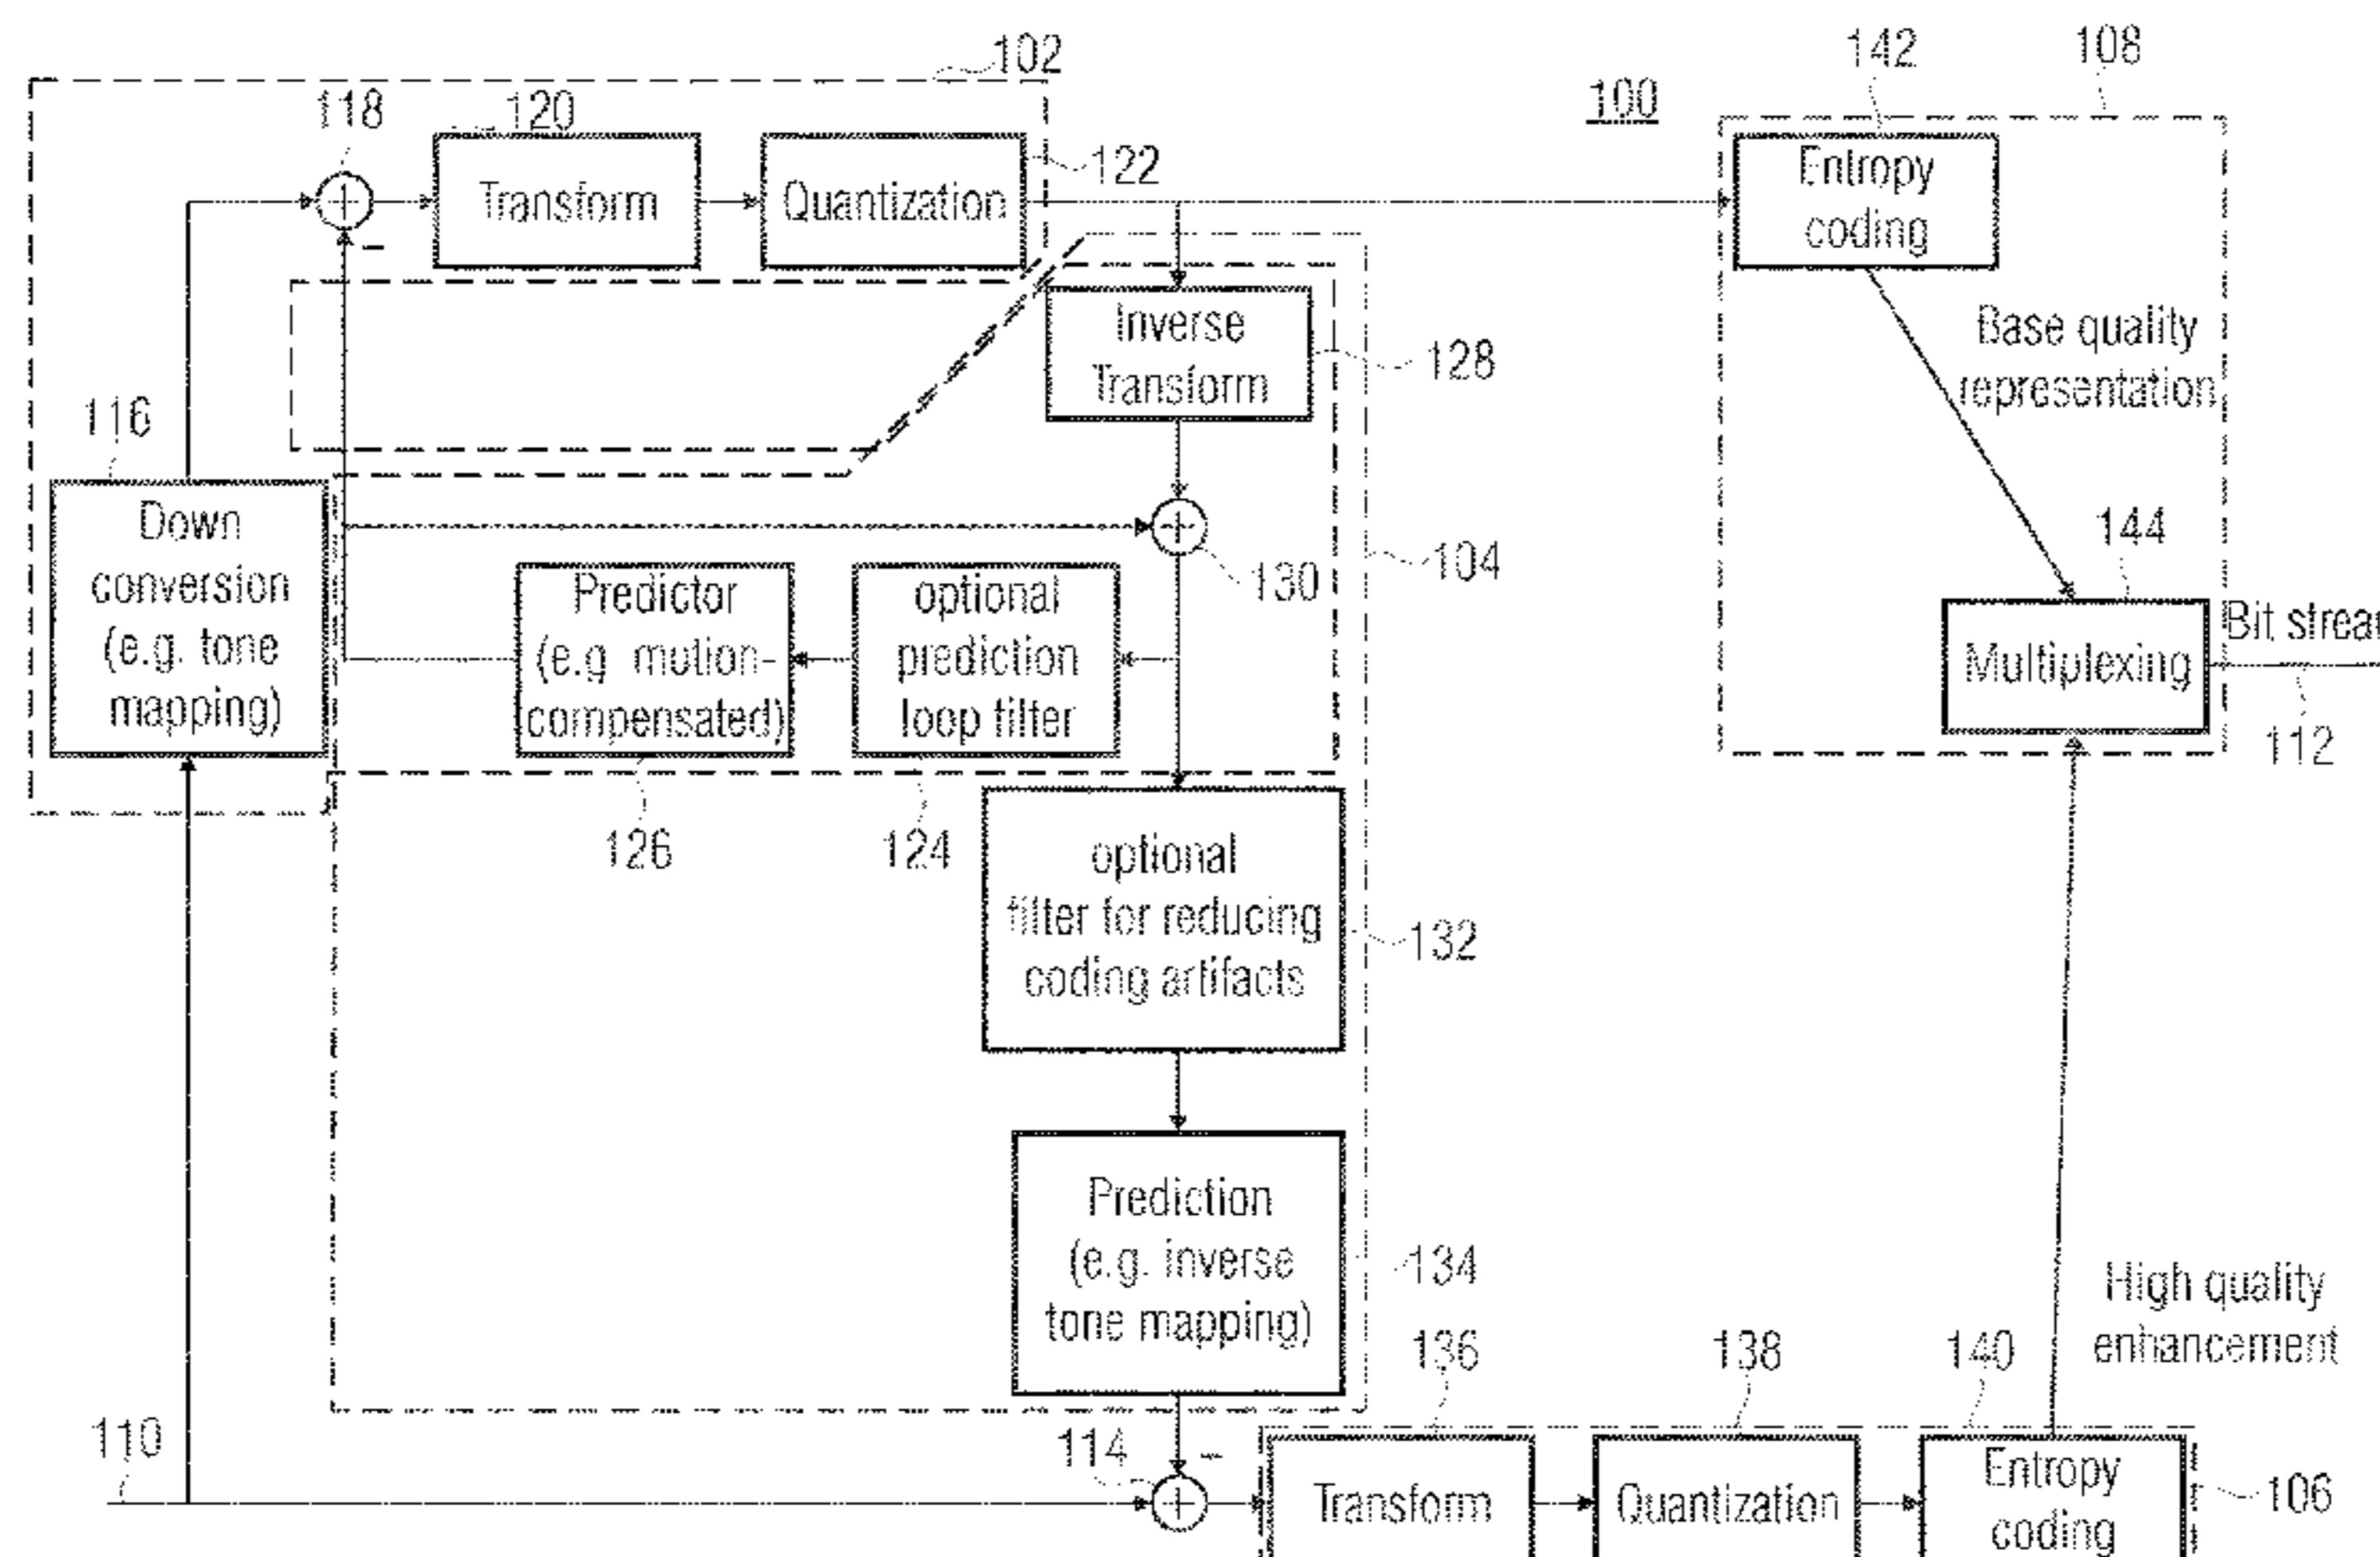 102
118
120
100
142
108
Transform
Quantization
122
Entropy
coding
Inverse
Transform
128
Base quality
representation
116
Down
conversion
(e.g. tone
mapping)
130
104
144
Predictor
(e.g. motion-
compensated)
optional
prediction
loop filter
Multiplexing
112
126
124
optional
filter for reducing
coding artifacts
132
Prediction
(e.g. inverse
tone mapping)
134
High quality
enhancement
136
138
140
110
114
Transform
Quantization
Entropy
coding
106